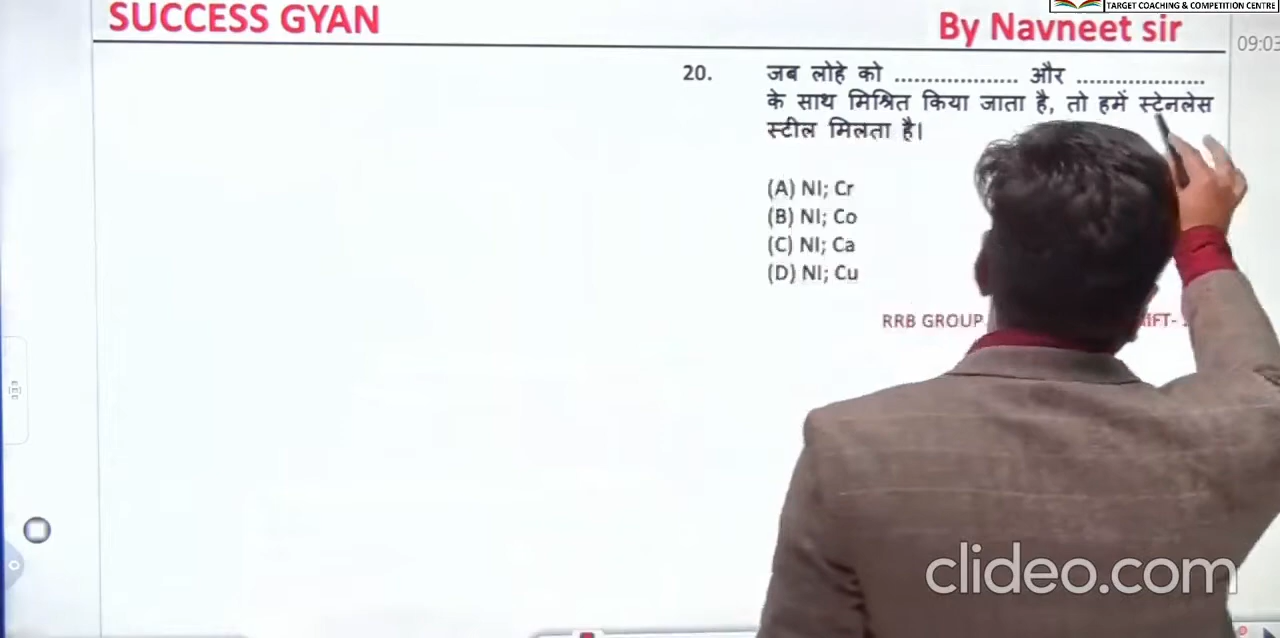 TARGET COACHING & COMPETITION CENTRE
SUCCESS GYAN
By Navneet sir
09:03
20. जब लोहे को ................... और ....................
के साथ मिश्रित किया जाता है, तो हमें स्टेनलेस
स्टील मिलता है।
(A) NI; Cr
(B) NI; Co
(C) NI; Ca
(D) NI; Cu
RRB GROUP
clideo.com